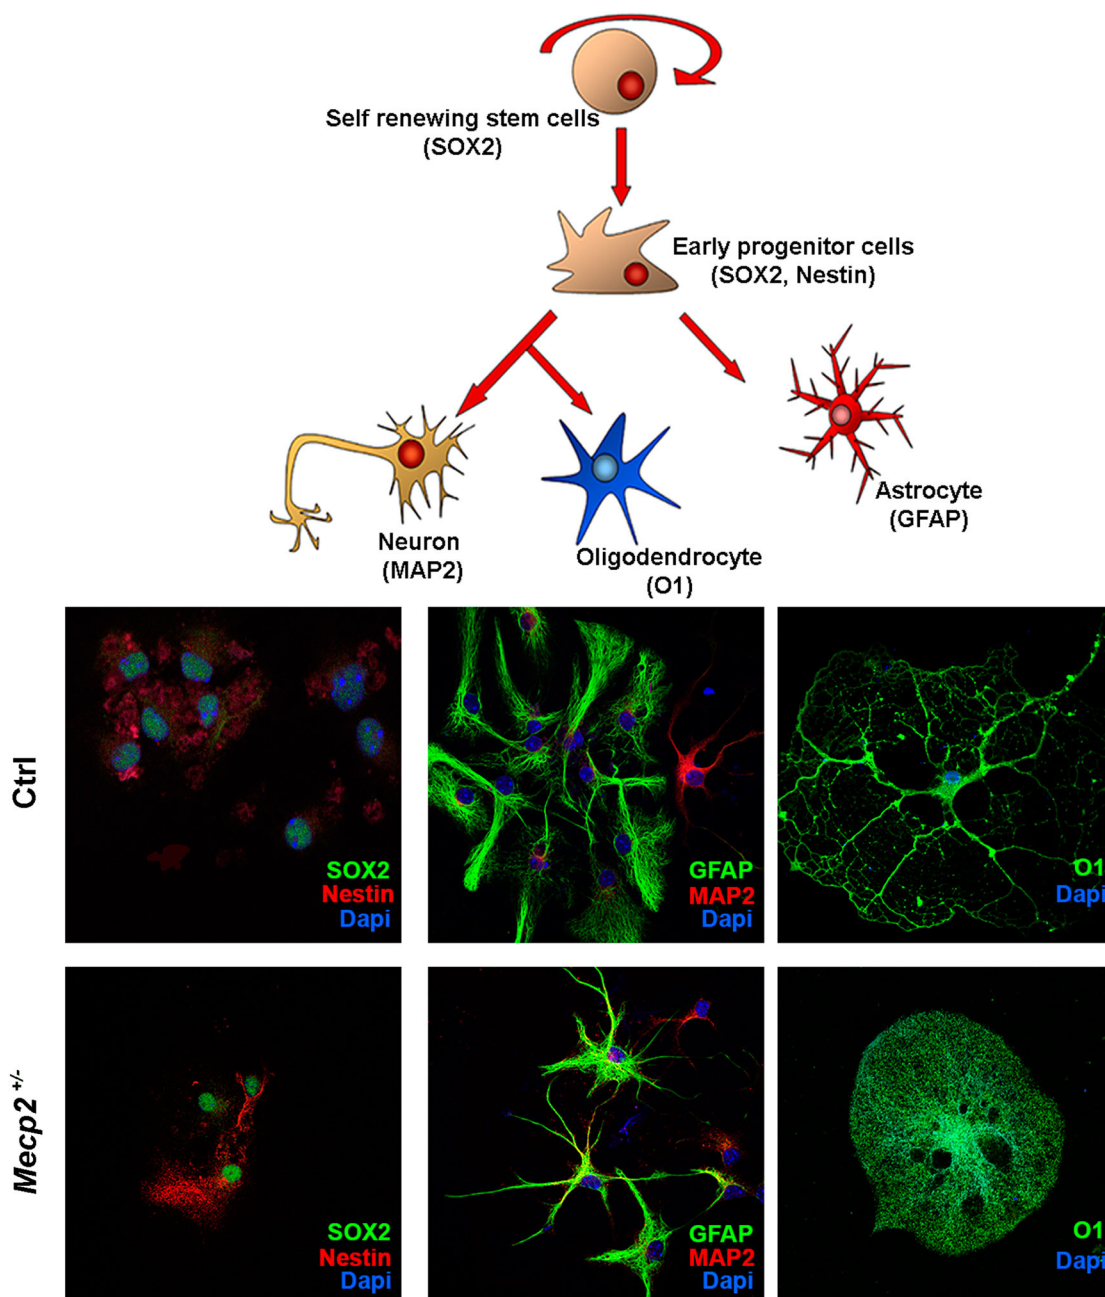 Self renewing stem cells
(SOX2)
Early progenitor cells
(SOX2, Nestin)
Neuron
(MAP2)
Oligodendrocyte
(O1)
Astrocyte
(GFAP)
Ctrl
SOX2
Nestin
Dapi
GFAP
MAP2
Dapi
O1
Dapi
Mecp2 +/-
SOX2
Nestin
Dapi
GFAP
MAP2
Dapi
O1
Dapi